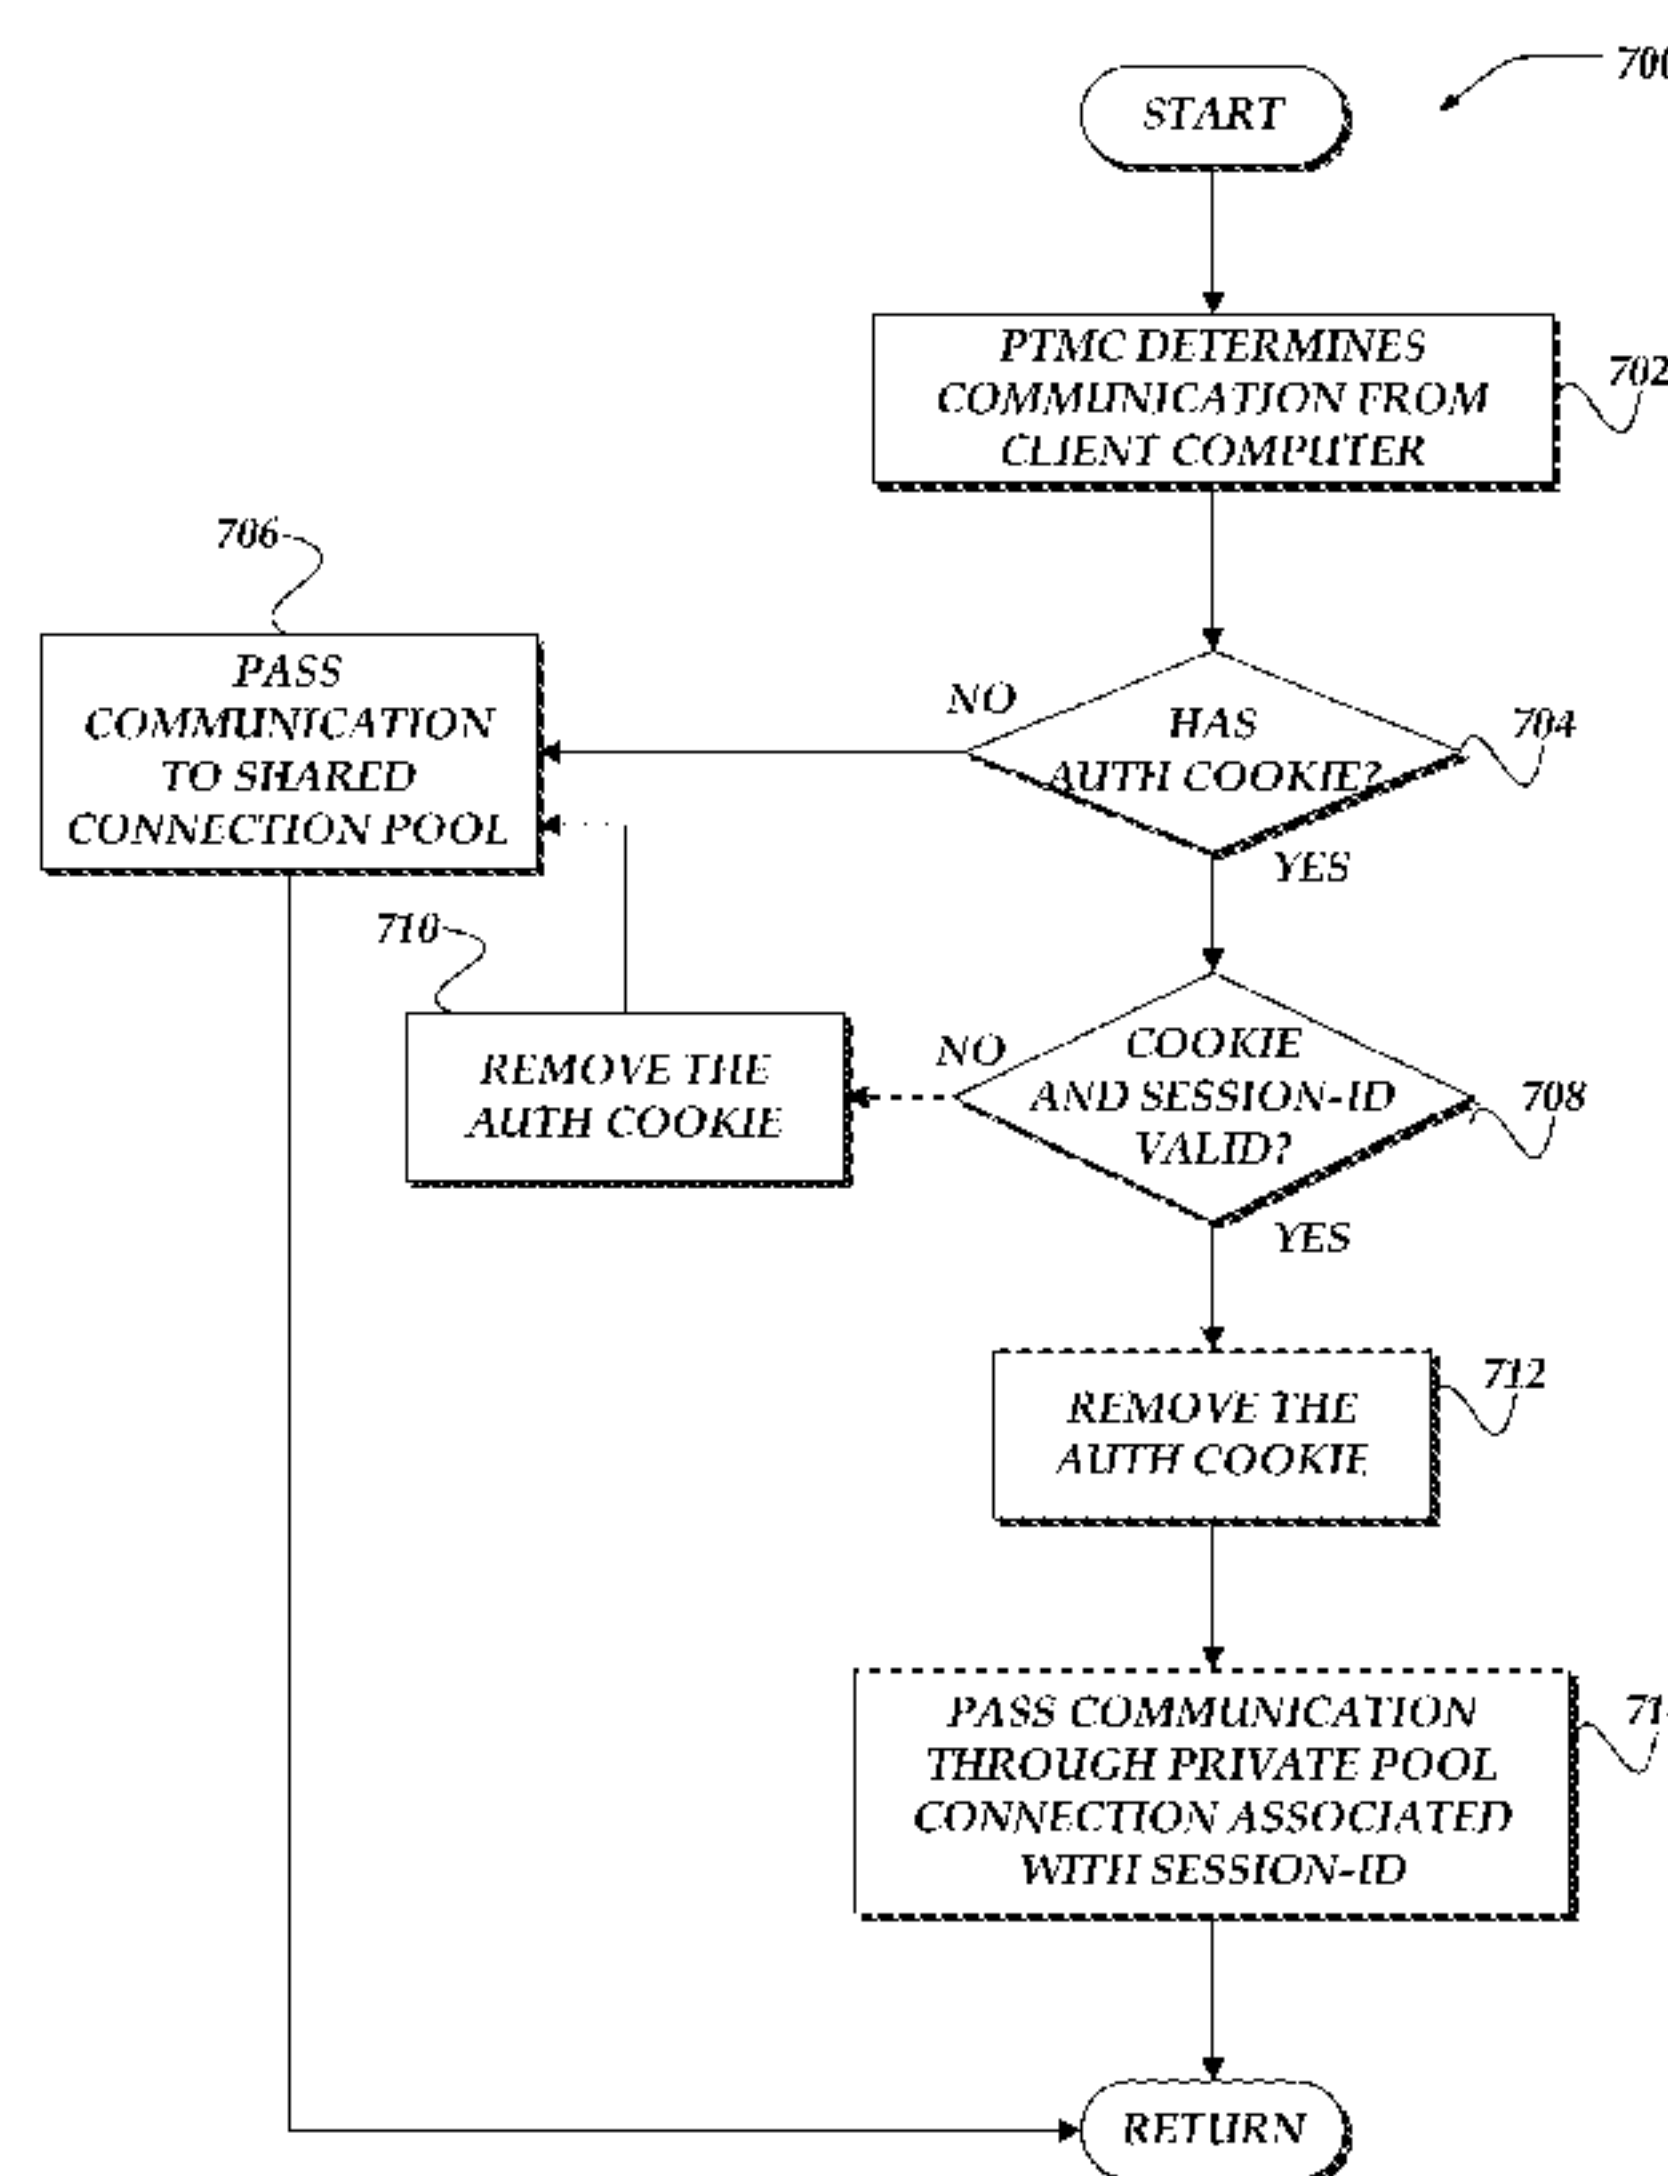 START
700
PTMC DETERMINES
COMMUNICATION FROM
CLIENT COMPUTER
702
706
PASS
COMMUNICATION
TO SHARED
CONNECTION POOL
NO
HAS
AUTH COOKIE?
704
YES
710
REMOVE THE
AUTH COOKIE
NO
COOKIE
AND SESSION-ID
VALID?
708
YES
REMOVE THE
AUTH COOKIE
712
PASS COMMUNICATION
THROUGH PRIVATE POOL
CONNECTION ASSOCIATED
WITH SESSION-ID
RETURN